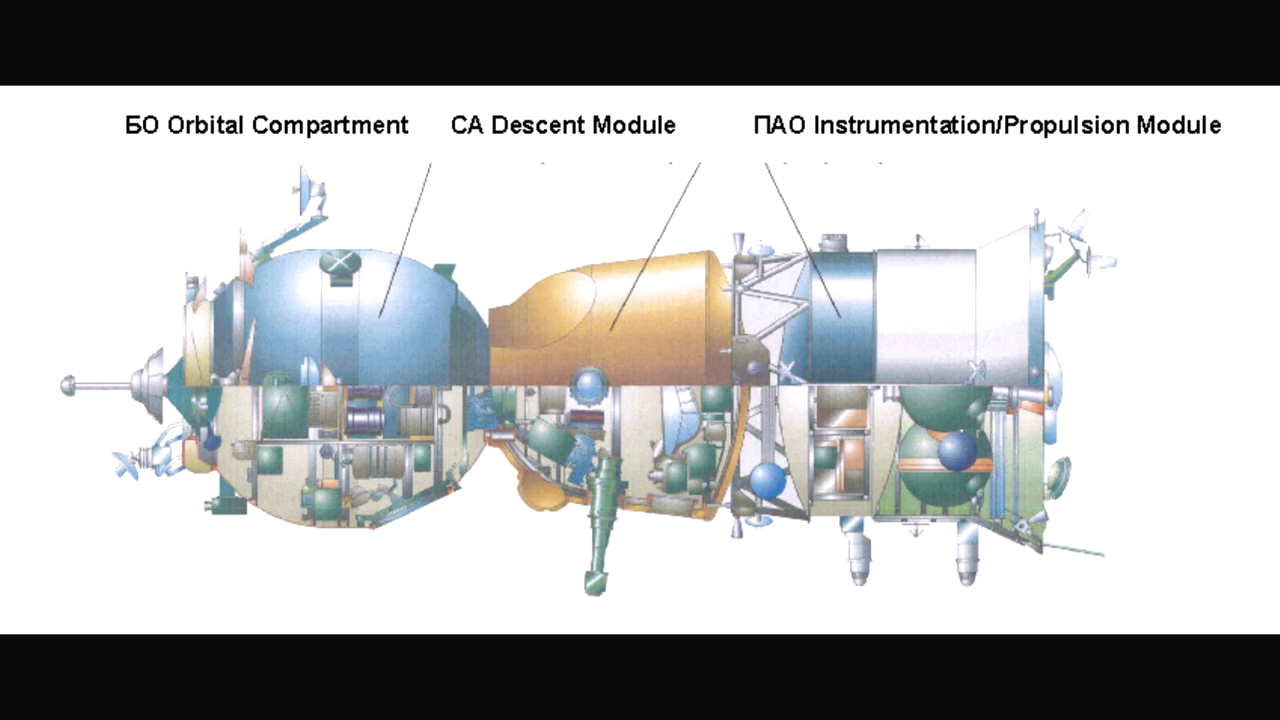 БО Orbital Compartment
СА Descent Module
ПАО Instrumentation/Propulsion Module